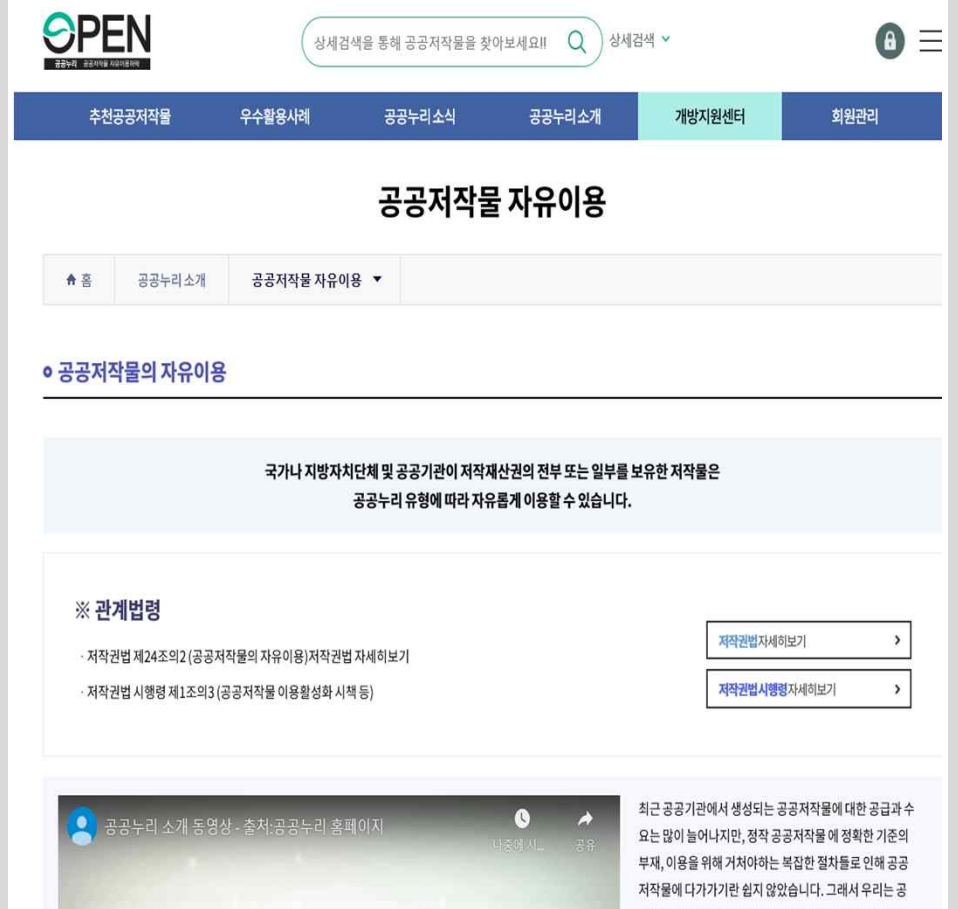 OPEN
공공누리 공공저작물 자유이용허락
상세검색을 통해 공공저작물을 찾아보세요!!
상세검색
추천공공저작물 우수활용사례 공공누리소식 공공누리소개 개방지원센터 회원관리
공공저작물 자유이용
홈 공공누리소개 공공저작물 자유이용
공공저작물의 자유이용
국가나 지방자치단체 및 공공기관이 저작재산권의 전부 또는 일부를 보유한 저작물은
공공누리 유형에 따라 자유롭게 이용할 수 있습니다.
※ 관계법령
· 저작권법 제24조의2 (공공저작물의 자유이용)저작권법 자세히보기
· 저작권법 시행령 제1조의3 (공공저작물 이용활성화 시책 등)
저작권법자세히보기
저작권법시행령자세히보기
공공누리 소개 동영상 - 출처:공공누리 홈페이지
나중에 시...
공유
최근 공공기관에서 생성되는 공공저작물에 대한 공급과 수
요는 많이 늘어나지만, 정작 공공저작물 에 정확한 기준의
부재, 이용을 위해 거쳐야하는 복잡한 절차들로 인해 공공
저작물에 다가가기란 쉽지 않았습니다. 그래서 우리는 공